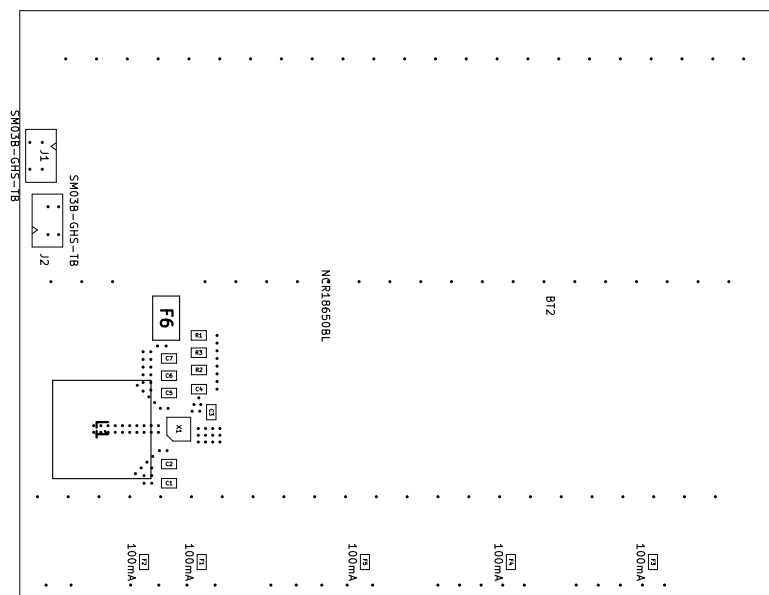 SM03B-GHS-TB
J1
SM03B-GHS-TB
J2
NCR18650BL
BT2
F6
R1
R3
C7
R2
C6
C4
C5
C3
L1
X1
C2
C1
F2
100mA
F1
100mA
F5
100mA
F4
100mA
F3
100mA